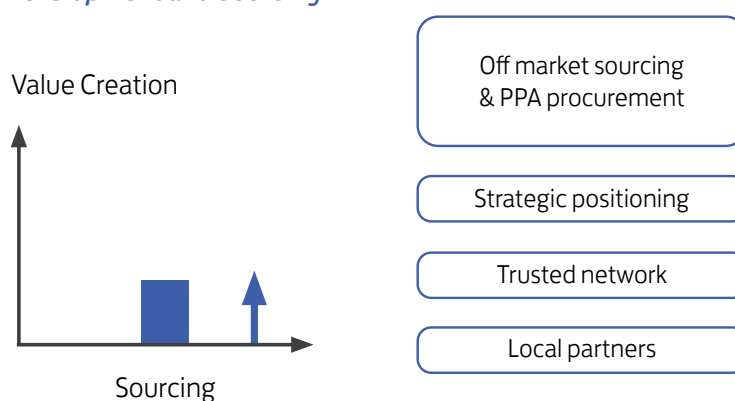 Value Creation
Sourcing
Off market sourcing
& PPA procurement
Strategic positioning
Trusted network
Local partners